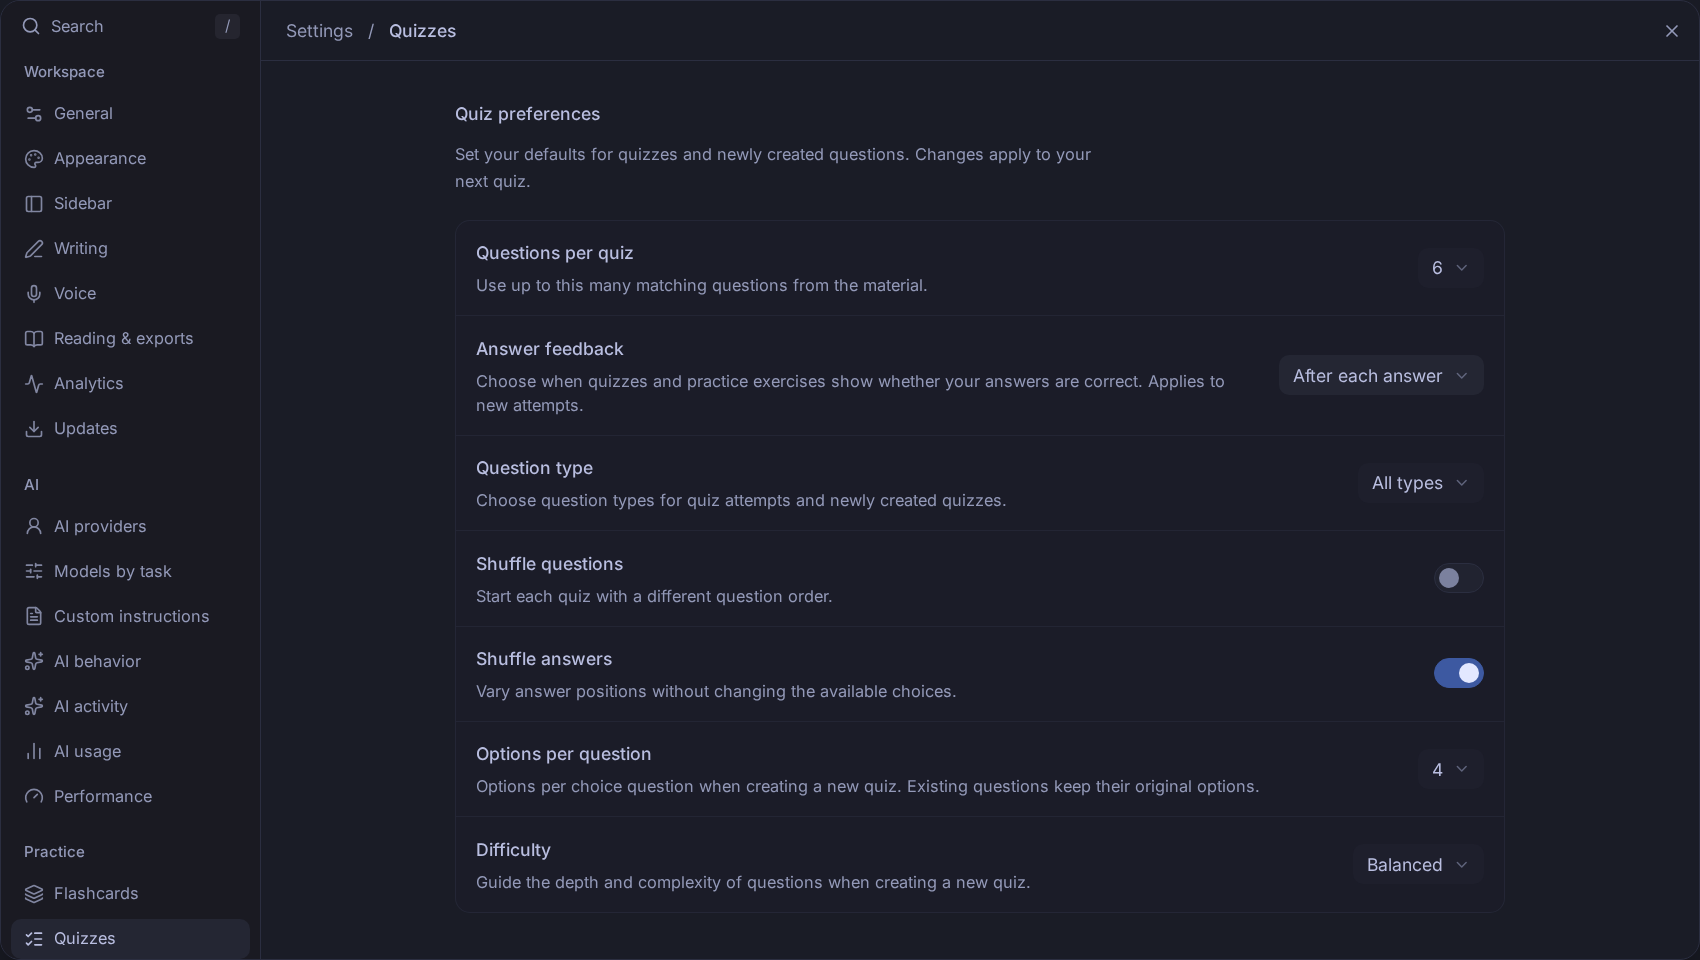 Search /
Workspace
General
Appearance
Sidebar
Writing
Voice
Reading & exports
Analytics
Updates
AI
AI providers
Models by task
Custom instructions
AI behavior
AI activity
AI usage
Performance
Practice
Flashcards
Quizzes
Settings / Quizzes
Quiz preferences
Set your defaults for quizzes and newly created questions. Changes apply to your
next quiz.
Questions per quiz
Use up to this many matching questions from the material.
6
Answer feedback
Choose when quizzes and practice exercises show whether your answers are correct. Applies to
new attempts.
After each answer
Question type
Choose question types for quiz attempts and newly created quizzes.
All types
Shuffle questions
Start each quiz with a different question order.
Shuffle answers
Vary answer positions without changing the available choices.
Options per question
Options per choice question when creating a new quiz. Existing questions keep their original options.
4
Difficulty
Guide the depth and complexity of questions when creating a new quiz.
Balanced